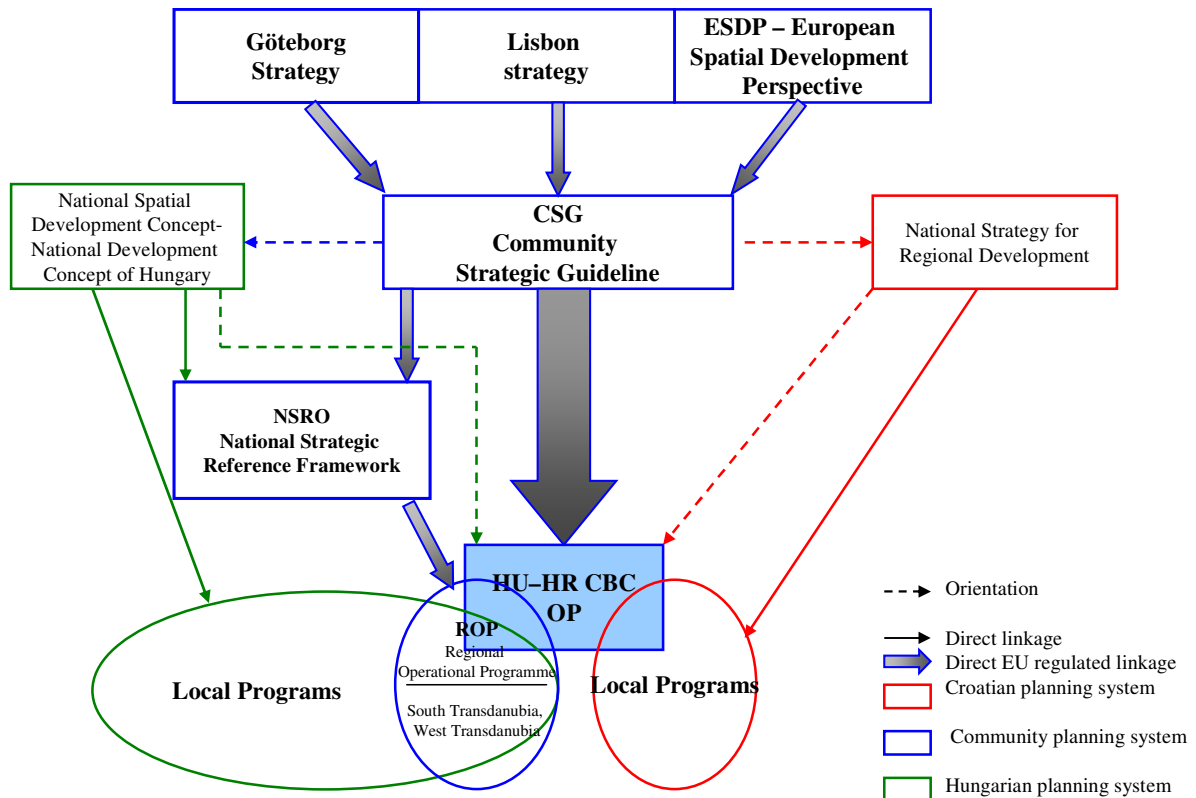 Göteborg
Strategy
Lisbon
strategy
ESDP – European
Spatial Development
Perspective
National Spatial
Development Concept-
National Development
Concept of Hungary
CSG
Community
Strategic Guideline
National Strategy for
Regional Development
NSRO
National Strategic
Reference Framework
HU–HR CBC
OP
ROP
Regional
Operational Programme
South Transdanubia,
West Transdanubia
Local Programs
Local Programs
Orientation
Direct linkage
Direct EU regulated linkage
Croatian planning system
Community planning system
Hungarian planning system